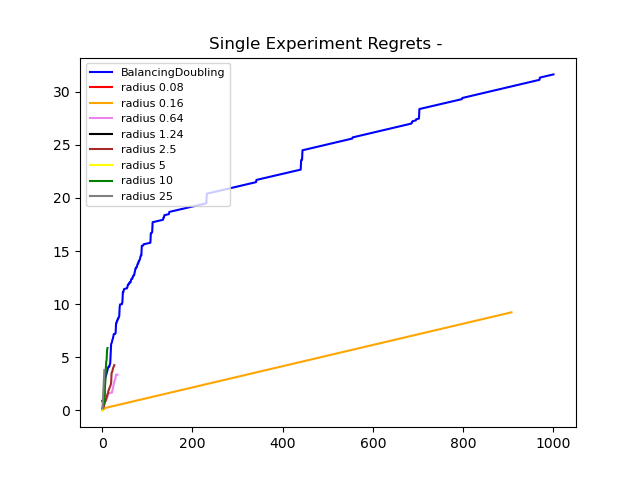 Single Experiment Regrets -
BalancingDoubling
radius 0.08
radius 0.16
radius 0.64
radius 1.24
radius 2.5
radius 5
radius 10
radius 25
30
25
20
15
10
5
0
0 200 400 600 800 1000